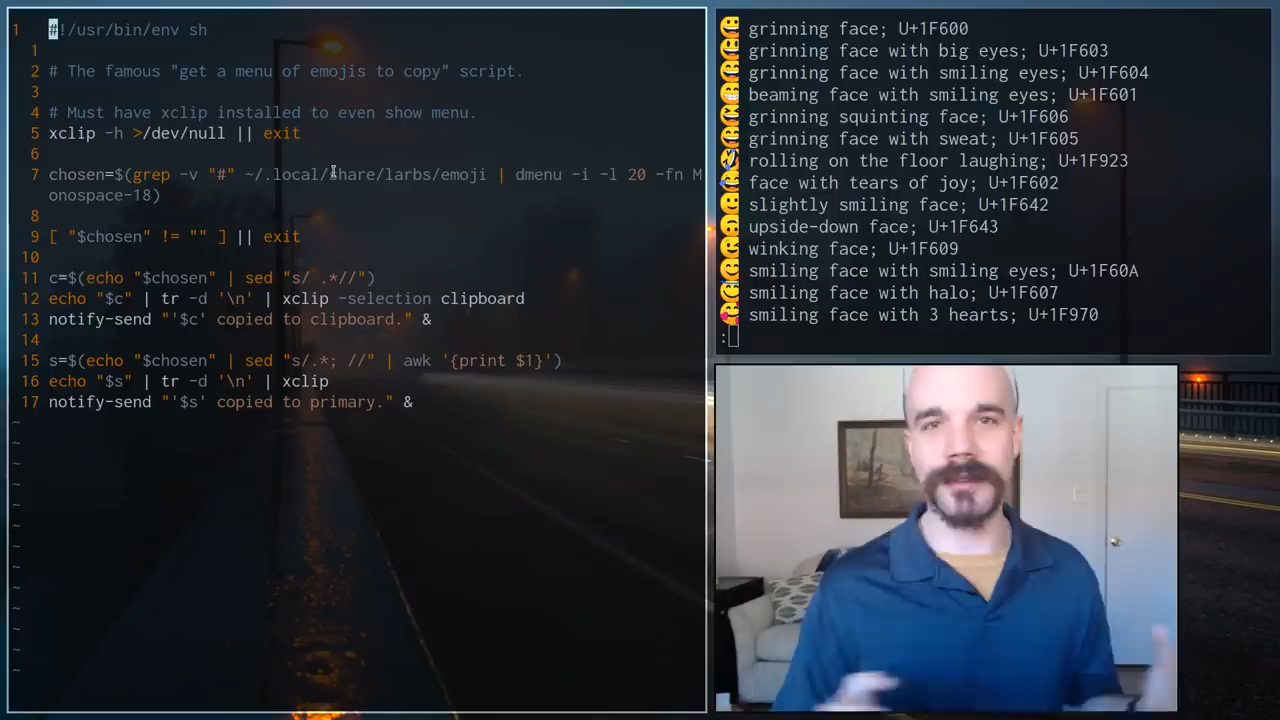 1 #!/usr/bin/env sh
1
2 # The famous "get a menu of emojis to copy" script.
3
4 # Must have xclip installed to even show menu.
5 xclip -h >/dev/null || exit
6
7 chosen=$(grep -v "#" ~/.local/share/larbs/emoji | dmenu -i -l 20 -fn M
onospace-18)
8
9 [ "$chosen" != "" ] || exit
10
11 c=$(echo "$chosen" | sed "s/ .*//")
12 echo "$c" | tr -d '\n' | xclip -selection clipboard
13 notify-send "'$c' copied to clipboard." &
14
15 s=$(echo "$chosen" | sed "s/.*; //" | awk '{print $1}')
16 echo "$s" | tr -d '\n' | xclip
17 notify-send "'$s' copied to primary." &
~
~
~
~
~
~
~
~
~
~
~
~
~
😀 grinning face; U+1F600
😃 grinning face with big eyes; U+1F603
😄 grinning face with smiling eyes; U+1F604
😁 beaming face with smiling eyes; U+1F601
😆 grinning squinting face; U+1F606
😅 grinning face with sweat; U+1F605
🤣 rolling on the floor laughing; U+1F923
😂 face with tears of joy; U+1F602
🙂 slightly smiling face; U+1F642
🙃 upside-down face; U+1F643
😉 winking face; U+1F609
😊 smiling face with smiling eyes; U+1F60A
😇 smiling face with halo; U+1F607
🥰 smiling face with 3 hearts; U+1F970
: